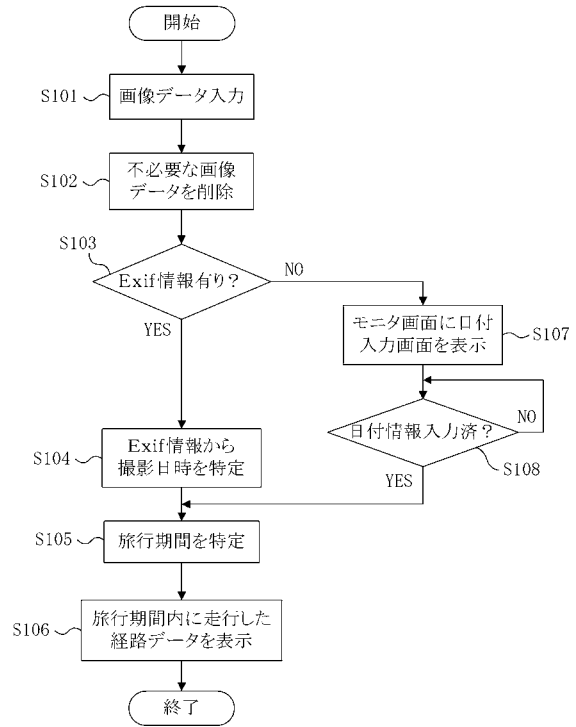 開始
S101
画像データ入力
S102
不必要な画像
データを削除
S103
Exif情報有り?
NO
YES
モニタ画面に日付
入力画面を表示
S107
日付情報入力済?
NO
S108
YES
S104
Exif情報から
撮影日時を特定
S105
旅行期間を特定
S106
旅行期間内に走行した
経路データを表示
終了